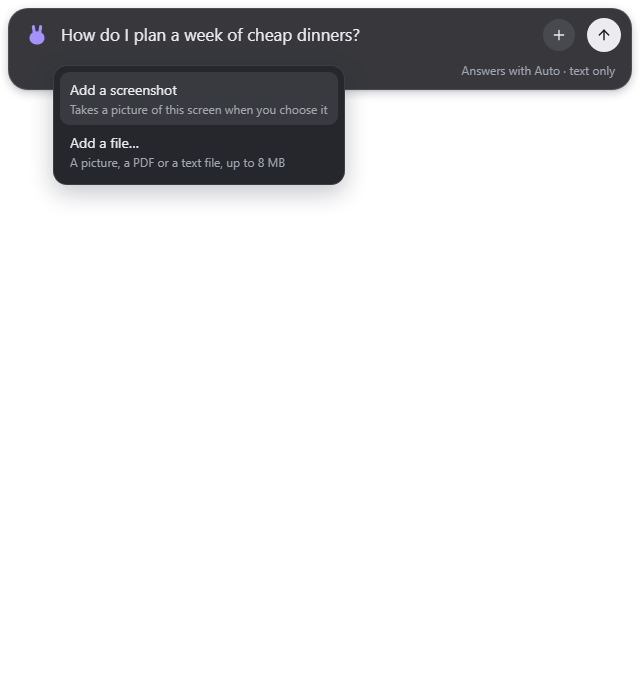 How do I plan a week of cheap dinners?
Answers with Auto · text only
Add a screenshot
Takes a picture of this screen when you choose it
Add a file...
A picture, a PDF or a text file, up to 8 MB